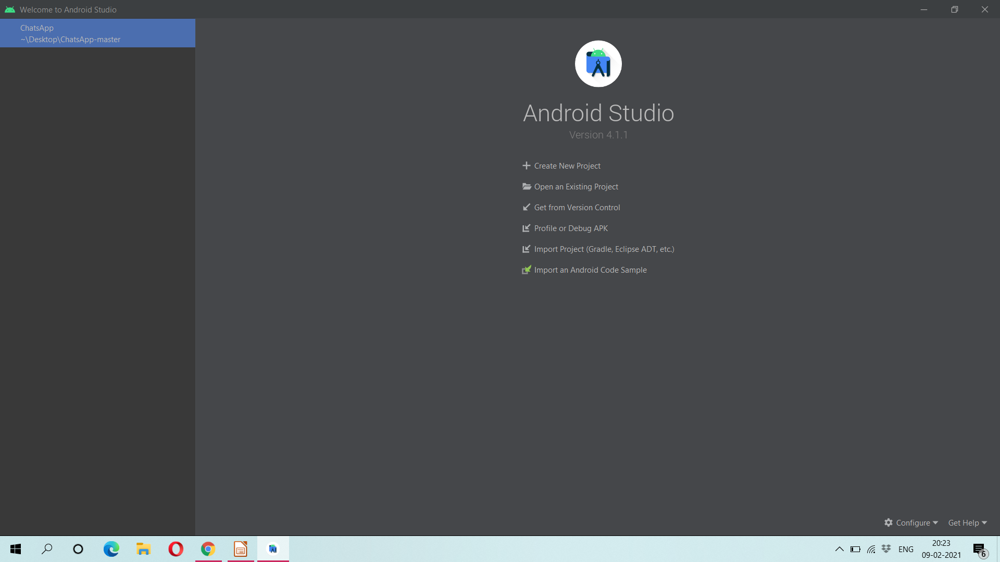 Welcome to Android Studio
ChatsApp
~\Desktop\ChatsApp-master
Android Studio
Version 4.1.1
Create New Project
Open an Existing Project
Get from Version Control
Profile or Debug APK
Import Project (Gradle, Eclipse ADT, etc.)
Import an Android Code Sample
Configure
Get Help
ENG
20:23
09-02-2021
6